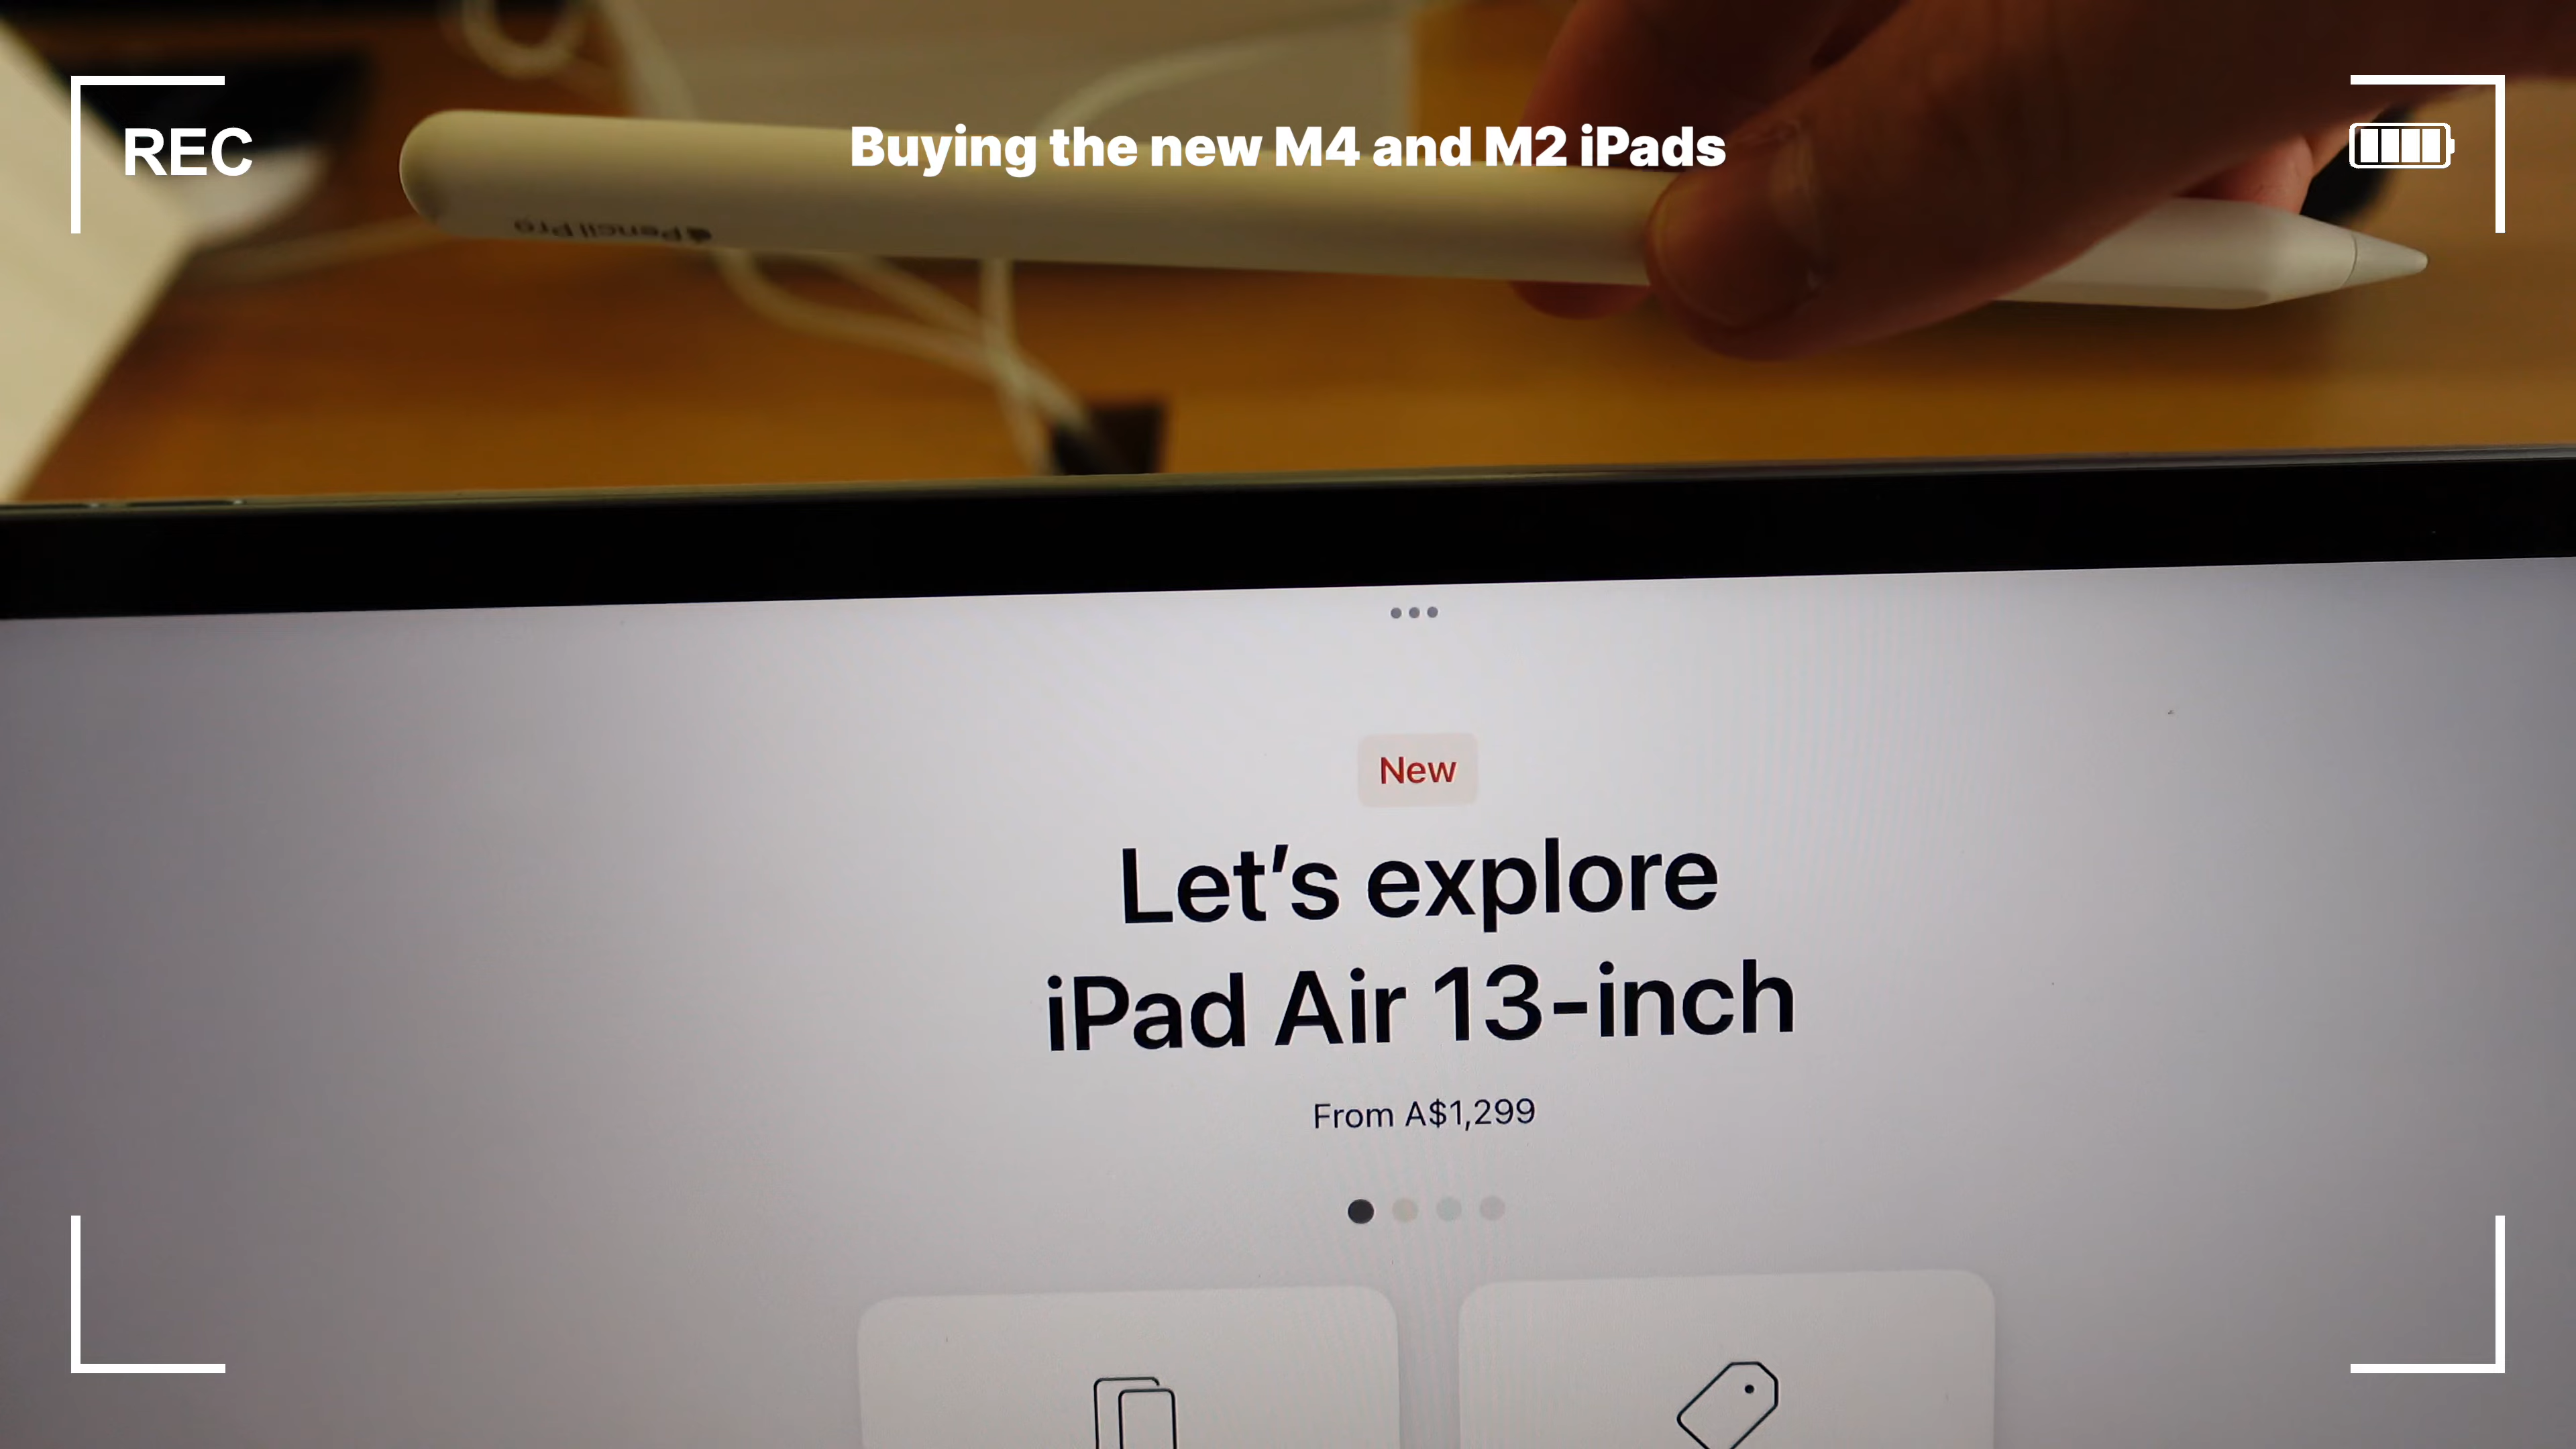 REC
Buying the new M4 and M2 iPads
Pencil Pro
New
Let’s explore
iPad Air 13-inch
From A$1,299